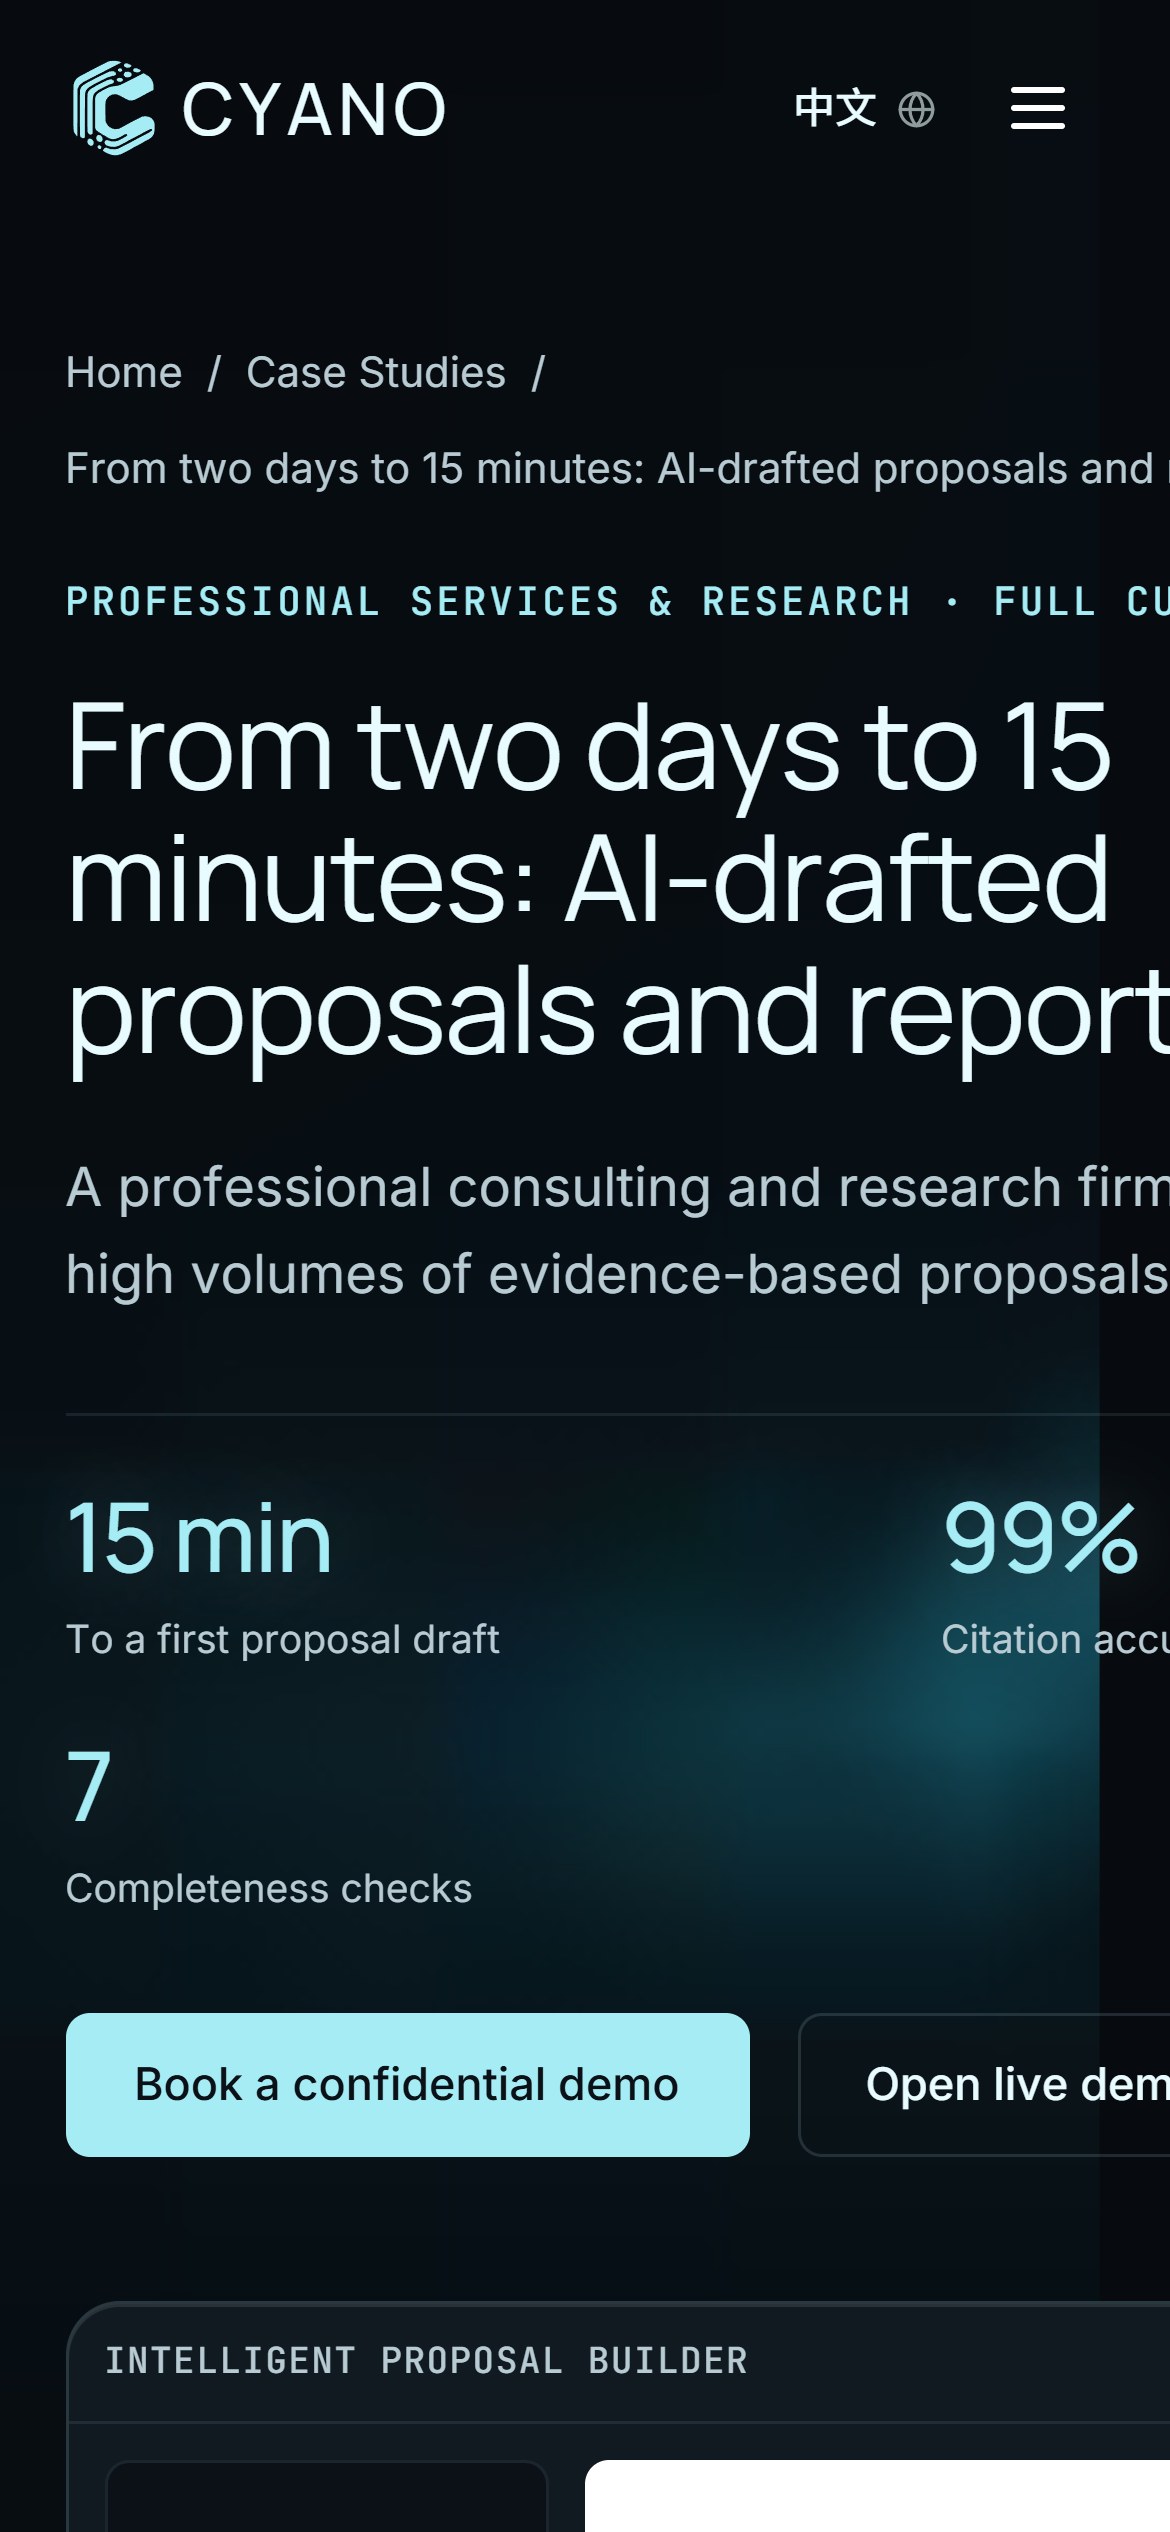 CYANO
中文
Home / Case Studies /
From two days to 15 minutes: AI-drafted proposals and
PROFESSIONAL SERVICES & RESEARCH · FULL CU
From two days to 15
minutes: AI-drafted
proposals and report
A professional consulting and research firm
high volumes of evidence-based proposals
15 min
99%
To a first proposal draft
Citation accu
7
Completeness checks
Book a confidential demo
Open live dem
INTELLIGENT PROPOSAL BUILDER